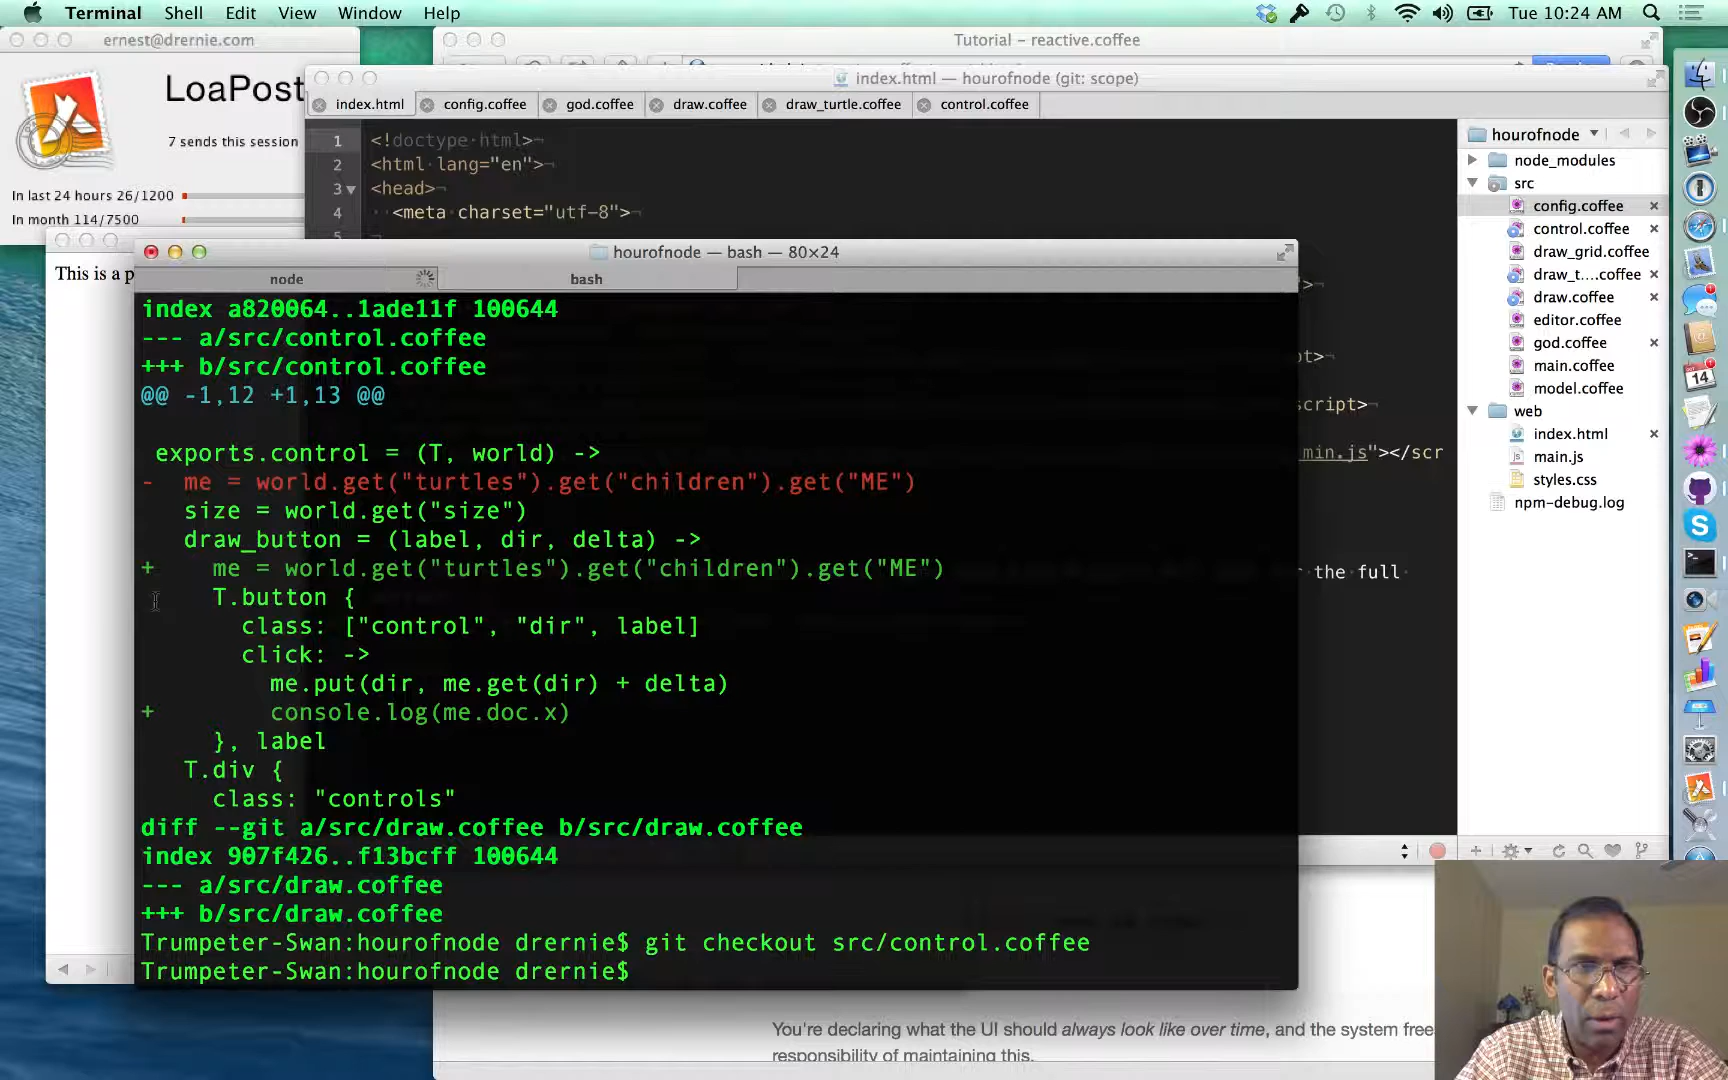 Terminal Shell Edit View Window Help Tue 10:24 AM
ernest@drernie.com
Tutorial – reactive.coffee
LoaPost
7 sends this session
In last 24 hours 26/1200
In month 114/7500
This is a p
index.html — hourofnode (git: scope)
index.html config.coffee god.coffee draw.coffee draw_turtle.coffee control.coffee
1 <!doctype·html>¬
2 <html·lang="en">¬
3 <head>¬
4 ··<meta·charset="utf-8">¬
5
>¬
pt>¬
script>¬
min.js"></scr
r·the·full
hourofnode
node_modules
src
config.coffee
control.coffee
draw_grid.coffee
draw_t....coffee
draw.coffee
editor.coffee
god.coffee
main.coffee
model.coffee
web
index.html
main.js
styles.css
npm-debug.log
hourofnode — bash — 80×24
node bash
index a820064..1ade11f 100644
--- a/src/control.coffee
+++ b/src/control.coffee
@@ -1,12 +1,13 @@
exports.control = (T, world) ->
-  me = world.get("turtles").get("children").get("ME")
size = world.get("size")
draw_button = (label, dir, delta) ->
+    me = world.get("turtles").get("children").get("ME")
T.button {
class: ["control", "dir", label]
click: ->
me.put(dir, me.get(dir) + delta)
+        console.log(me.doc.x)
}, label
T.div {
class: "controls"
diff --git a/src/draw.coffee b/src/draw.coffee
index 907f426..f13bcff 100644
--- a/src/draw.coffee
+++ b/src/draw.coffee
Trumpeter-Swan:hourofnode drernie$ git checkout src/control.coffee
Trumpeter-Swan:hourofnode drernie$
You're declaring what the UI should always look like over time, and the system free
responsibility of maintaining this.
14